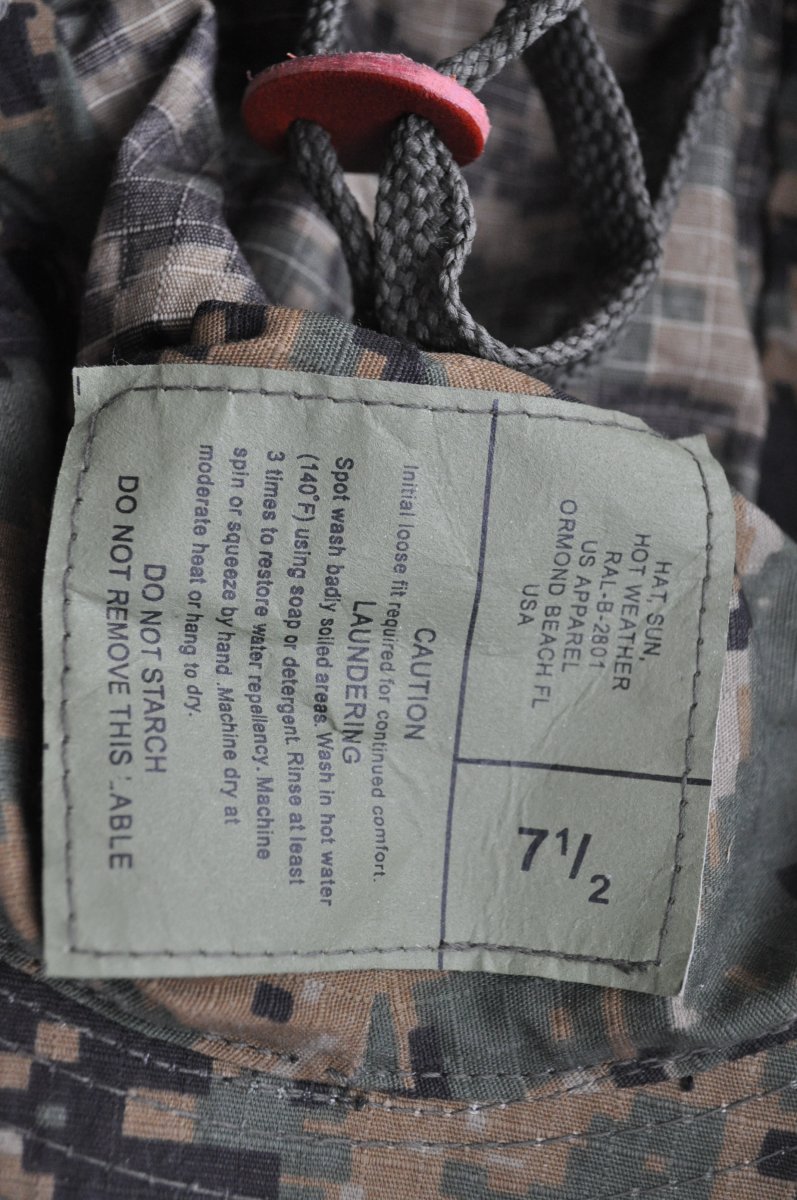 HAT, SUN,
HOT WEATHER
RAL-B-2801
US APPAREL
ORMOND BEACH FL
USA
7 1/2
CAUTION
Initial loose fit required for continued comfort.
LAUNDERING
Spot wash badly soiled areas. Wash in hot water
(140°F) using soap or detergent. Rinse at least
3 times to restore water repellency. Machine
spin or squeeze by hand .Machine dry at
moderate heat or hang to dry.
DO NOT STARCH
DO NOT REMOVE THIS LABLE